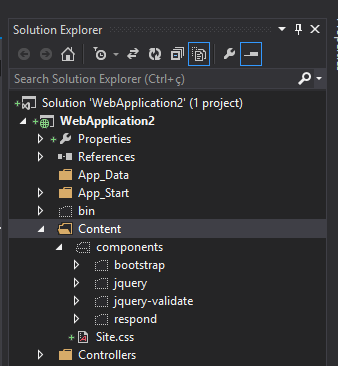 Solution Explorer
Search Solution Explorer (Ctrl+ç)
Solution 'WebApplication2' (1 project)
WebApplication2
Properties
References
App_Data
App_Start
bin
Content
components
bootstrap
jquery
jquery-validate
respond
Site.css
Controllers